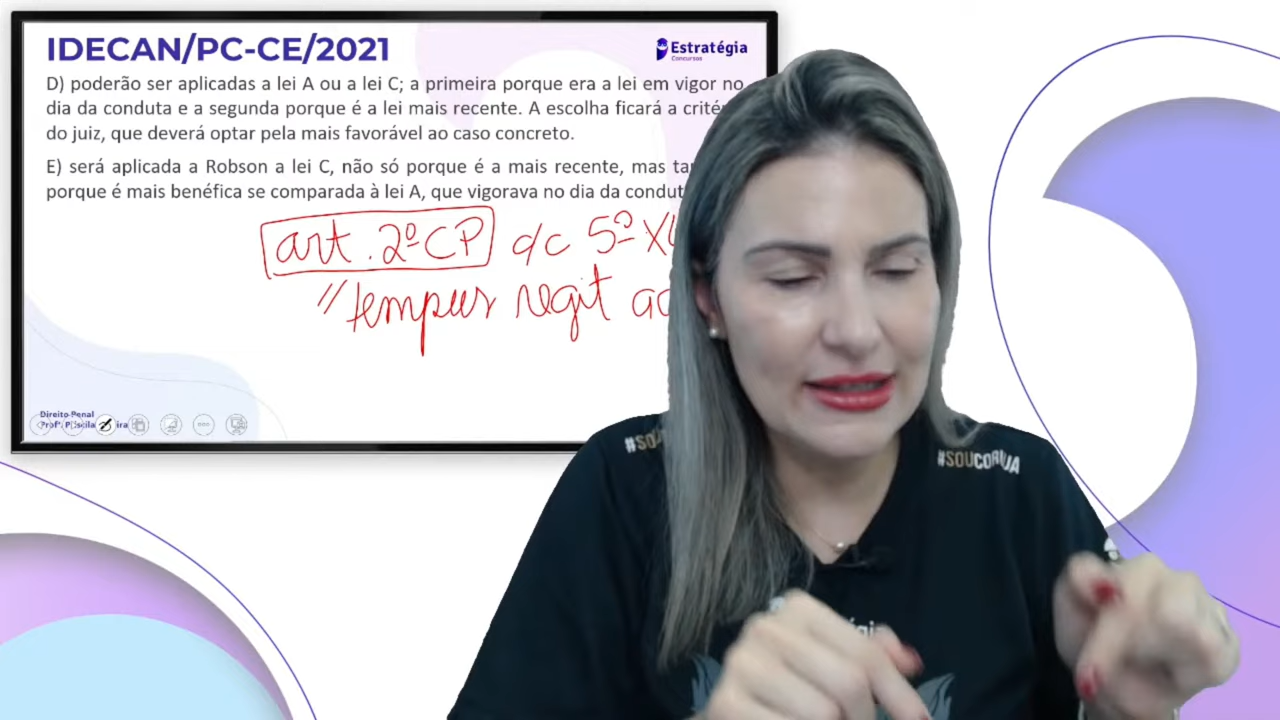 IDECAN/PC-CE/2021
Estratégia
Concursos
D) poderão ser aplicadas a lei A ou a lei C; a primeira porque era a lei em vigor no
dia da conduta e a segunda porque é a lei mais recente. A escolha ficará a crité
do juiz, que deverá optar pela mais favorável ao caso concreto.
E) será aplicada a Robson a lei C, não só porque é a mais recente, mas ta
porque é mais benéfica se comparada à lei A, que vigorava no dia da condut
art. 2º CP c/c 5º XL
"tempus regit ac
Direito Penal
#SOU
#SOUCORUJA